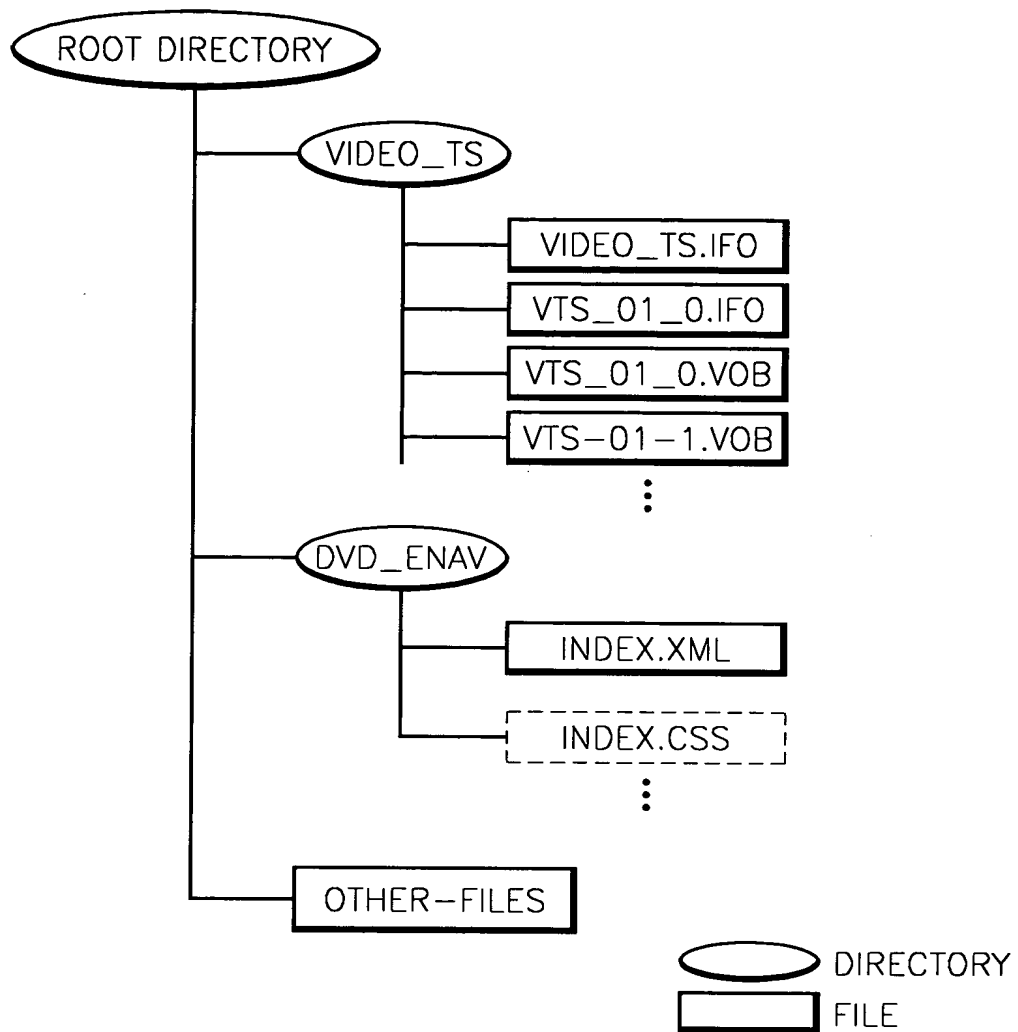 ROOT DIRECTORY
VIDEO_TS
VIDEO_TS.IFO
VTS_01_0.IFO
VTS_01_0.VOB
VTS-01-1.VOB
DVD_ENAV
INDEX.XML
INDEX.CSS
OTHER-FILES
DIRECTORY
FILE